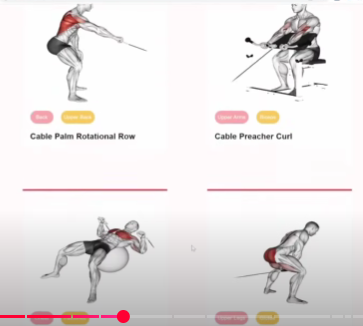 Back Upper Back
Cable Palm Rotational Row
Upper Arms Biceps
Cable Preacher Curl